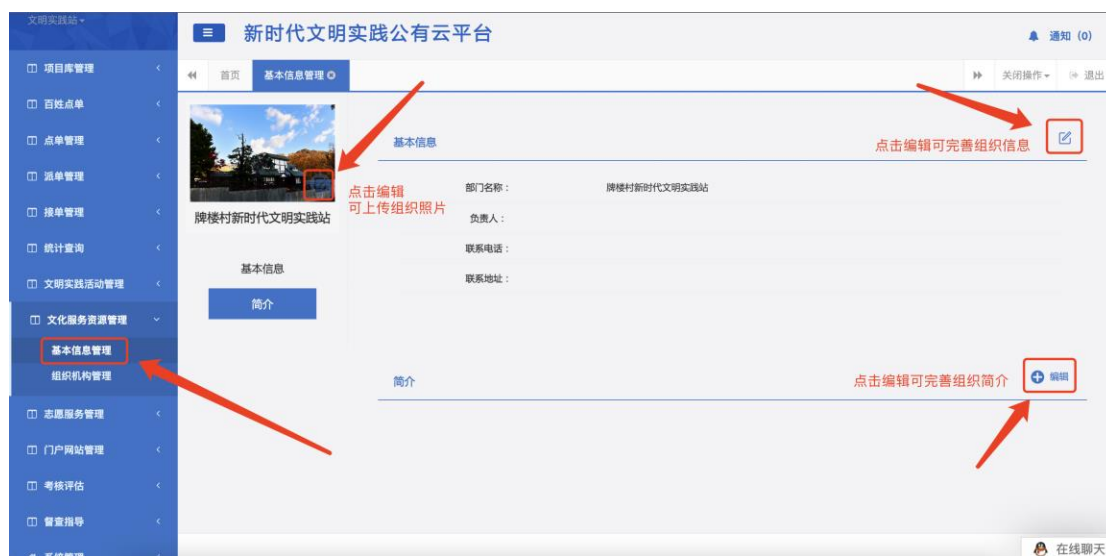 文明实践站
新时代文明实践公有云平台
通知 (0)
项目库管理
首页
基本信息管理
关闭操作
退出
百姓点单
点单管理
派单管理
接单管理
统计查询
文明实践活动管理
文化服务资源管理
基本信息管理
组织机构管理
志愿服务管理
门户网站管理
考核评估
督查指导
系统管理
牌楼村新时代文明实践站
基本信息
简介
点击编辑
可上传组织照片
基本信息
点击编辑可完善组织信息
部门名称: 牌楼村新时代文明实践站
负责人:
联系电话:
联系地址:
简介
点击编辑可完善组织简介
编辑
在线聊天